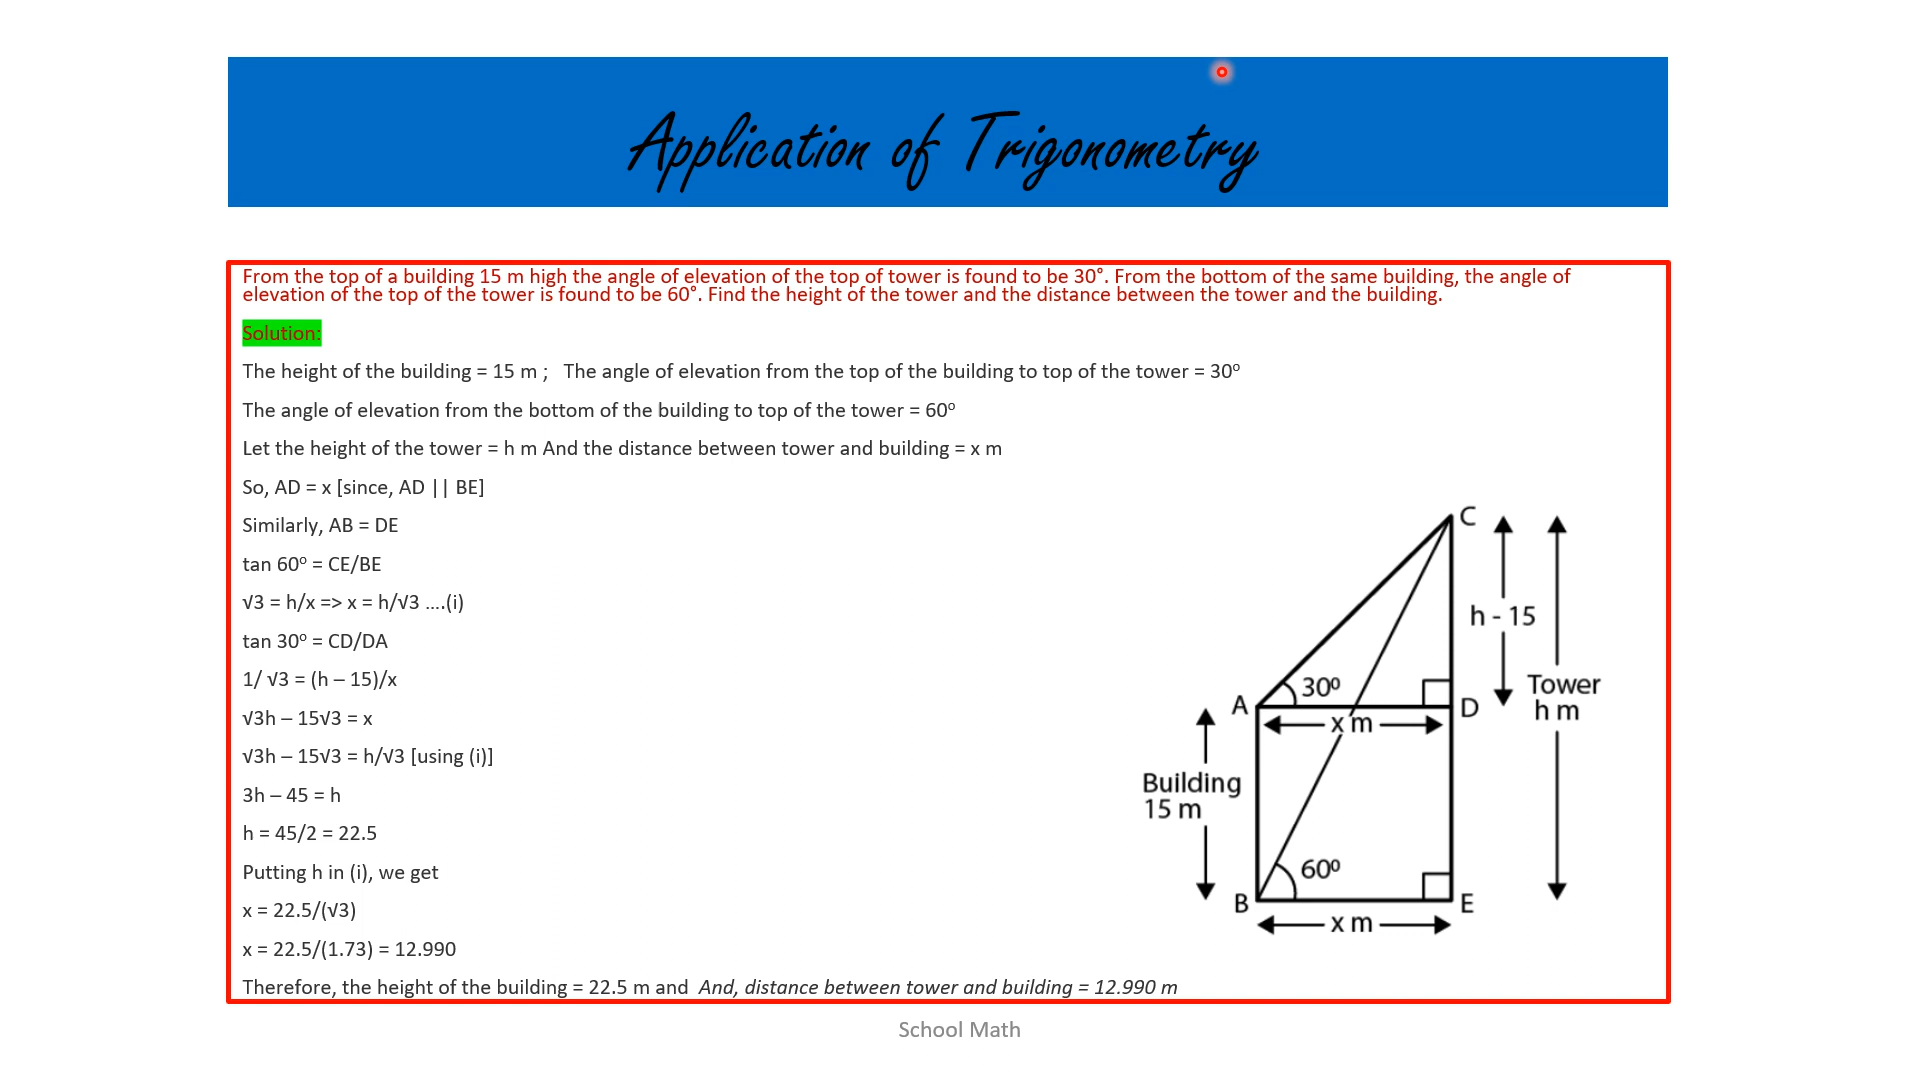 Application of Trigonometry
From the top of a building 15 m high the angle of elevation of the top of tower is found to be 30°. From the bottom of the same building, the angle of
elevation of the top of the tower is found to be 60°. Find the height of the tower and the distance between the tower and the building.
Solution:
The height of the building = 15 m ;   The angle of elevation from the top of the building to top of the tower = 30º
The angle of elevation from the bottom of the building to top of the tower = 60º
Let the height of the tower = h m And the distance between tower and building = x m
So, AD = x [since, AD || BE]
Similarly, AB = DE
tan 60º = CE/BE
√3 = h/x => x = h/√3 ....(i)
tan 30º = CD/DA
1/ √3 = (h – 15)/x
√3h – 15√3 = x
√3h – 15√3 = h/√3 [using (i)]
3h – 45 = h
h = 45/2 = 22.5
Putting h in (i), we get
x = 22.5/(√3)
x = 22.5/(1.73) = 12.990
Therefore, the height of the building = 22.5 m and  And, distance between tower and building = 12.990 m
C
h - 15
30º
A
D
Tower
h m
x m
Building
15 m
60º
B
E
x m
School Math